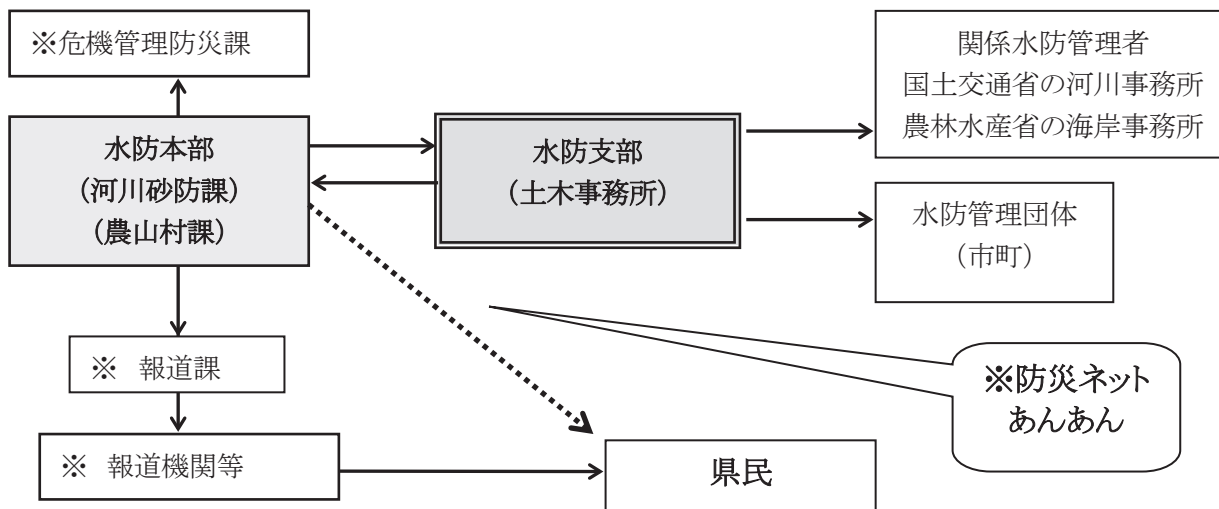 ※危機管理防災課
水防本部
（河川砂防課）
（農山村課）
水防支部
（土木事務所）
関係水防管理者
国土交通省の河川事務所
農林水産省の海岸事務所
水防管理団体
（市町）
※ 報道課
※防災ネット
あんあん
※ 報道機関等
県民